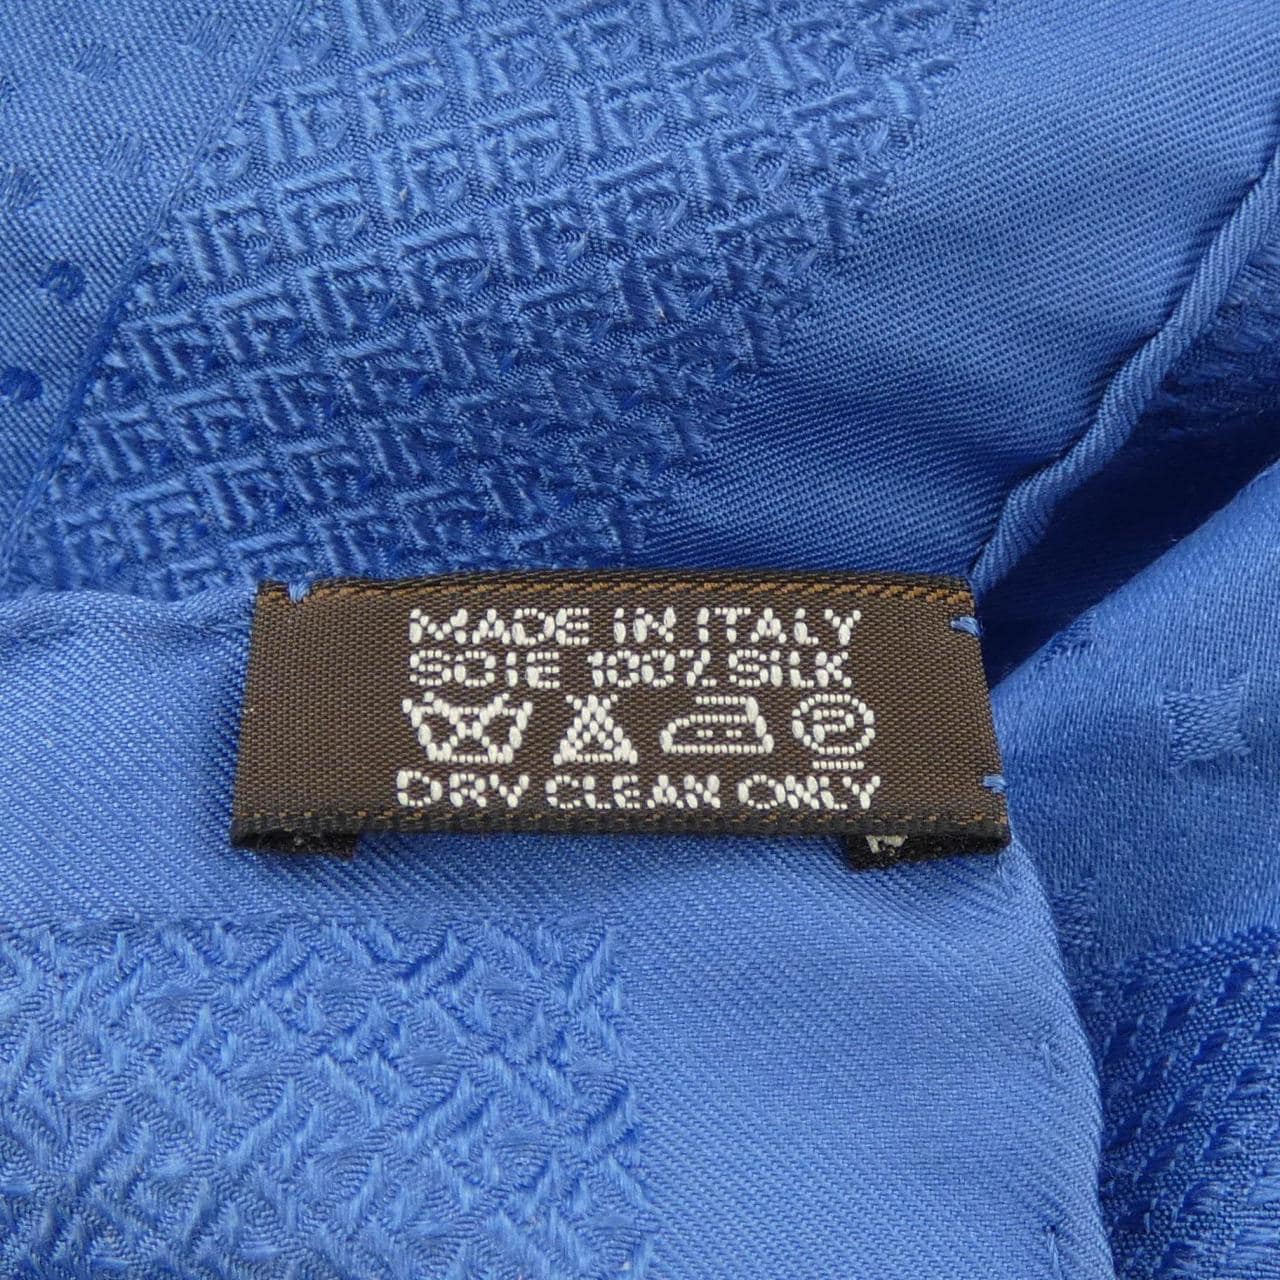 MADE IN ITALY
SOIE 100% SILK
P
DRY CLEAN ONLY